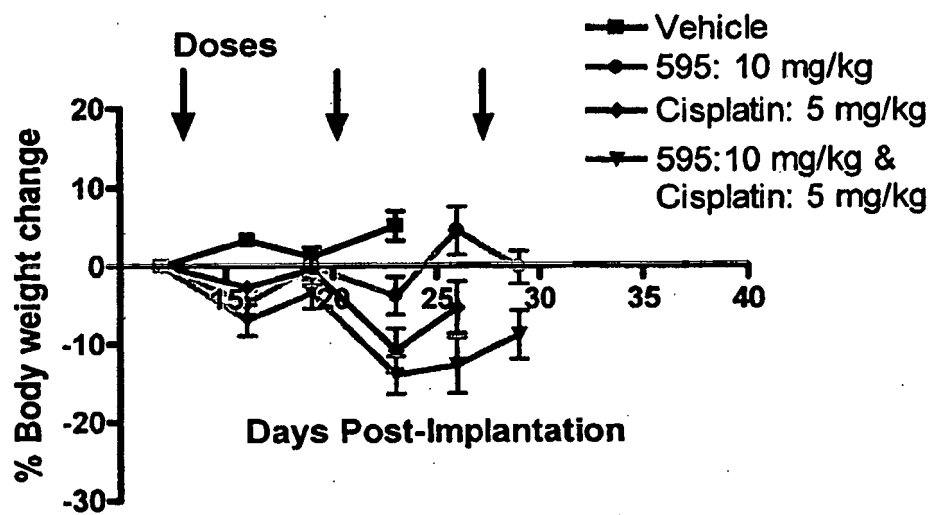 Doses
Vehicle
595: 10 mg/kg
Cisplatin: 5 mg/kg
595:10 mg/kg &
Cisplatin: 5 mg/kg
% Body weight change
20
10
0
-10
-20
-30
15
20
25
30
35
40
Days Post-Implantation